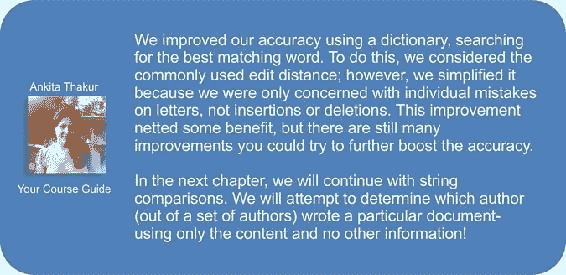 Ankita Thakur
Your Course Guide
We improved our accuracy using a dictionary, searching
for the best matching word. To do this, we considered the
commonly used edit distance; however, we simplified it
because we were only concerned with individual mistakes
on letters, not insertions or deletions. This improvement
netted some benefit, but there are still many
improvements you could try to further boost the accuracy.
In the next chapter, we will continue with string
comparisons. We will attempt to determine which author
(out of a set of authors) wrote a particular document-
using only the content and no other information!